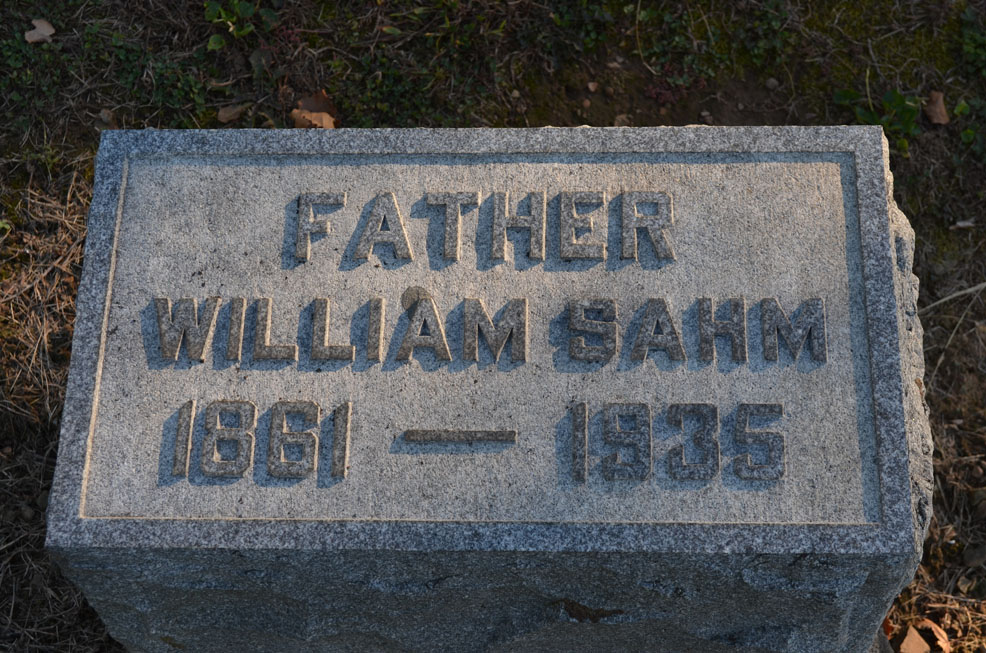 FATHER
WILLIAM SAHM
1861 — 1935